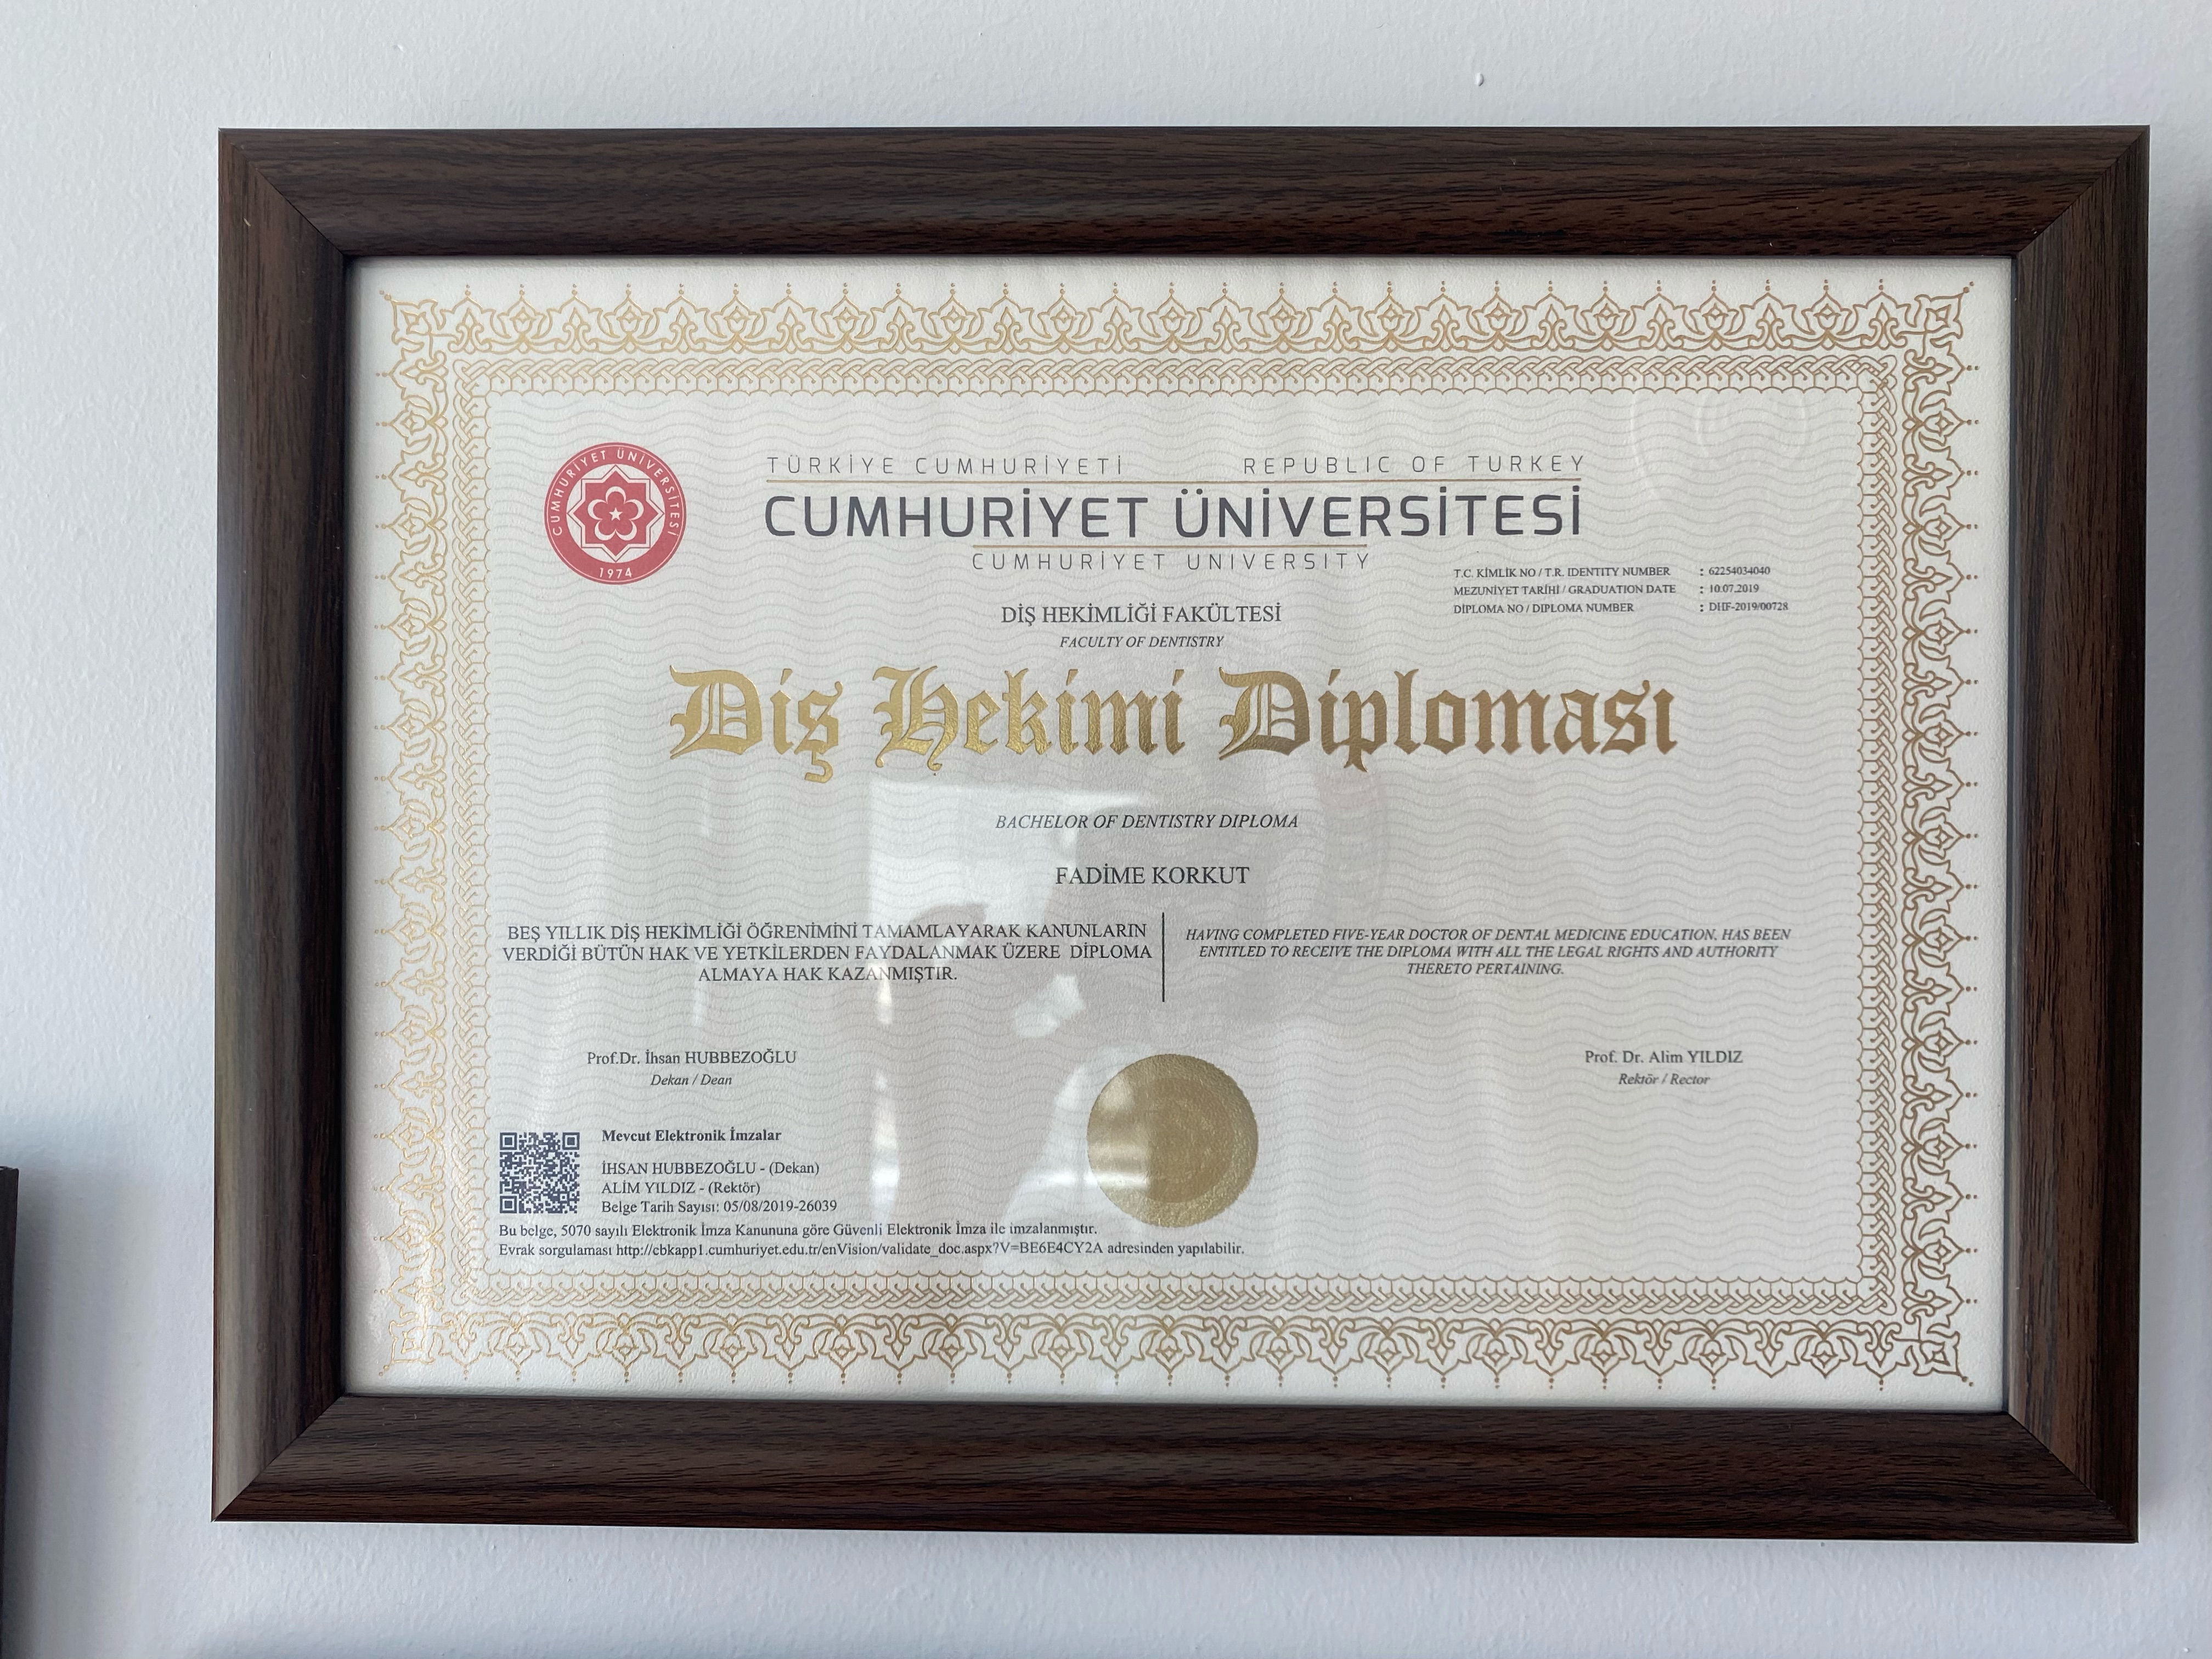 CUMHURİYET ÜNİVERSİTESİ
1974
TÜRKİYE CUMHURİYETİ REPUBLIC OF TURKEY
CUMHURİYET ÜNİVERSİTESİ
CUMHURİYET UNIVERSITY
T.C. KİMLİK NO / T.R. IDENTITY NUMBER : 62254034040
MEZUNİYET TARİHİ / GRADUATION DATE : 10.07.2019
DİPLOMA NO / DIPLOMA NUMBER : DHF-2019/00728
DİŞ HEKİMLİĞİ FAKÜLTESİ
FACULTY OF DENTISTRY
Diş Hekimi Diploması
BACHELOR OF DENTISTRY DIPLOMA
FADİME KORKUT
BEŞ YILLIK DİŞ HEKİMLİĞİ ÖĞRENİMİNİ TAMAMLAYARAK KANUNLARIN
VERDİĞİ BÜTÜN HAK VE YETKİLERDEN FAYDALANMAK ÜZERE DİPLOMA
ALMAYA HAK KAZANMIŞTIR.
HAVING COMPLETED FIVE-YEAR DOCTOR OF DENTAL MEDICINE EDUCATION, HAS BEEN
ENTITLED TO RECEIVE THE DIPLOMA WITH ALL THE LEGAL RIGHTS AND AUTHORITY
THERETO PERTAINING.
Prof.Dr. İhsan HUBBEZOĞLU
Dekan / Dean
Prof. Dr. Alim YILDIZ
Rektör / Rector
Mevcut Elektronik İmzalar
İHSAN HUBBEZOĞLU - (Dekan)
ALİM YILDIZ - (Rektör)
Belge Tarih Sayısı: 05/08/2019-26039
Bu belge, 5070 sayılı Elektronik İmza Kanununa göre Güvenli Elektronik İmza ile imzalanmıştır.
Evrak sorgulaması http://cbkapp1.cumhuriyet.edu.tr/enVision/validate_doc.aspx?V=BE6E4CY2A adresinden yapılabilir.